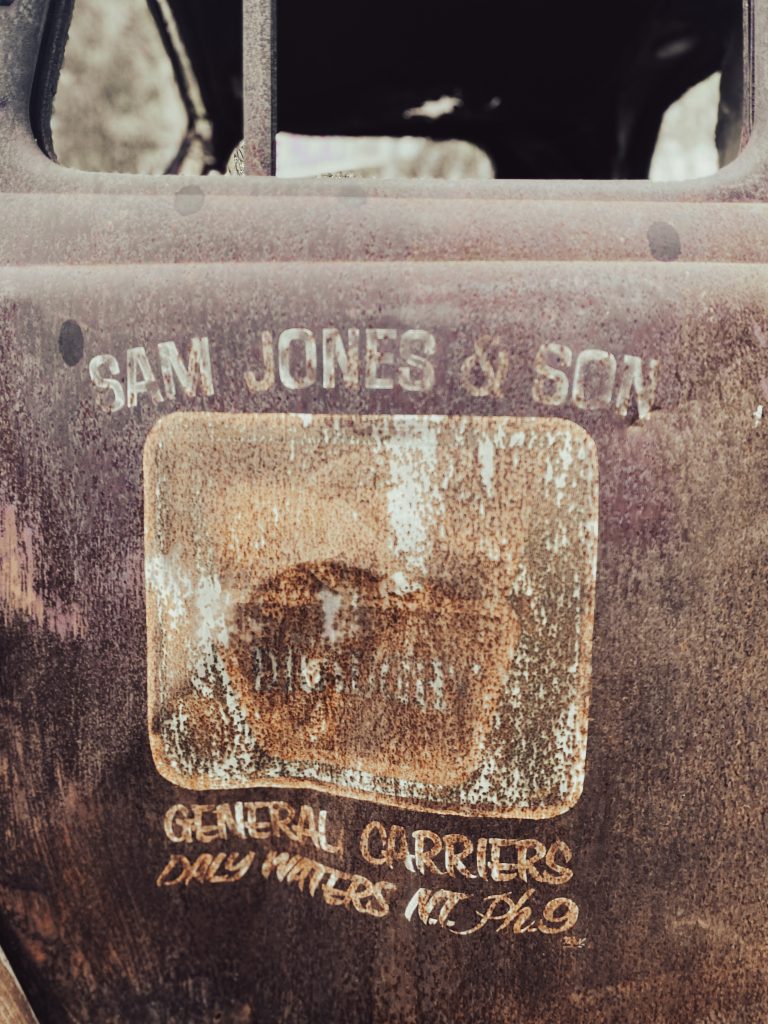 SAM JONES & SON
GENERAL CARRIERS
DALY WATERS N.T. Ph.9